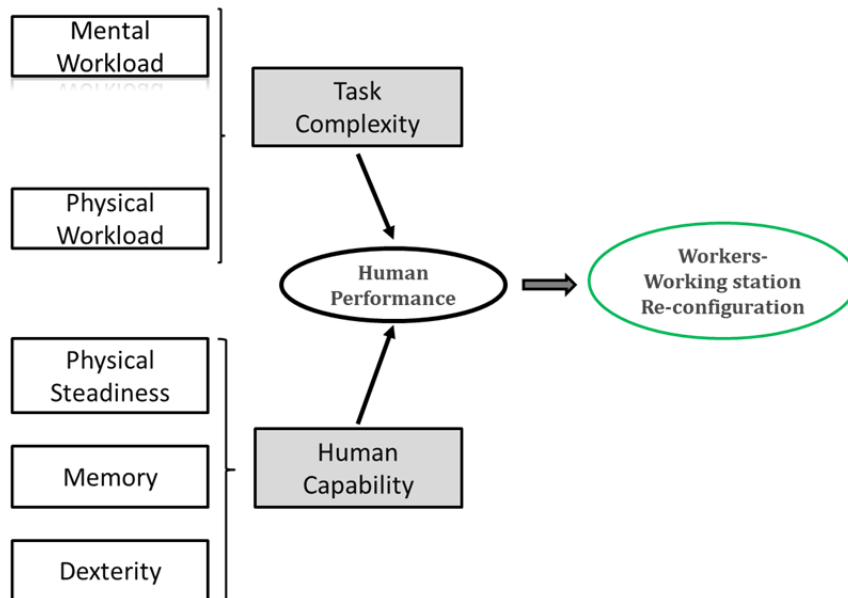 Mental
Workload
Task
Complexity
Physical
Workload
Human
Performance
Workers-
Working station
Re-configuration
Physical
Steadiness
Human
Capability
Memory
Dexterity